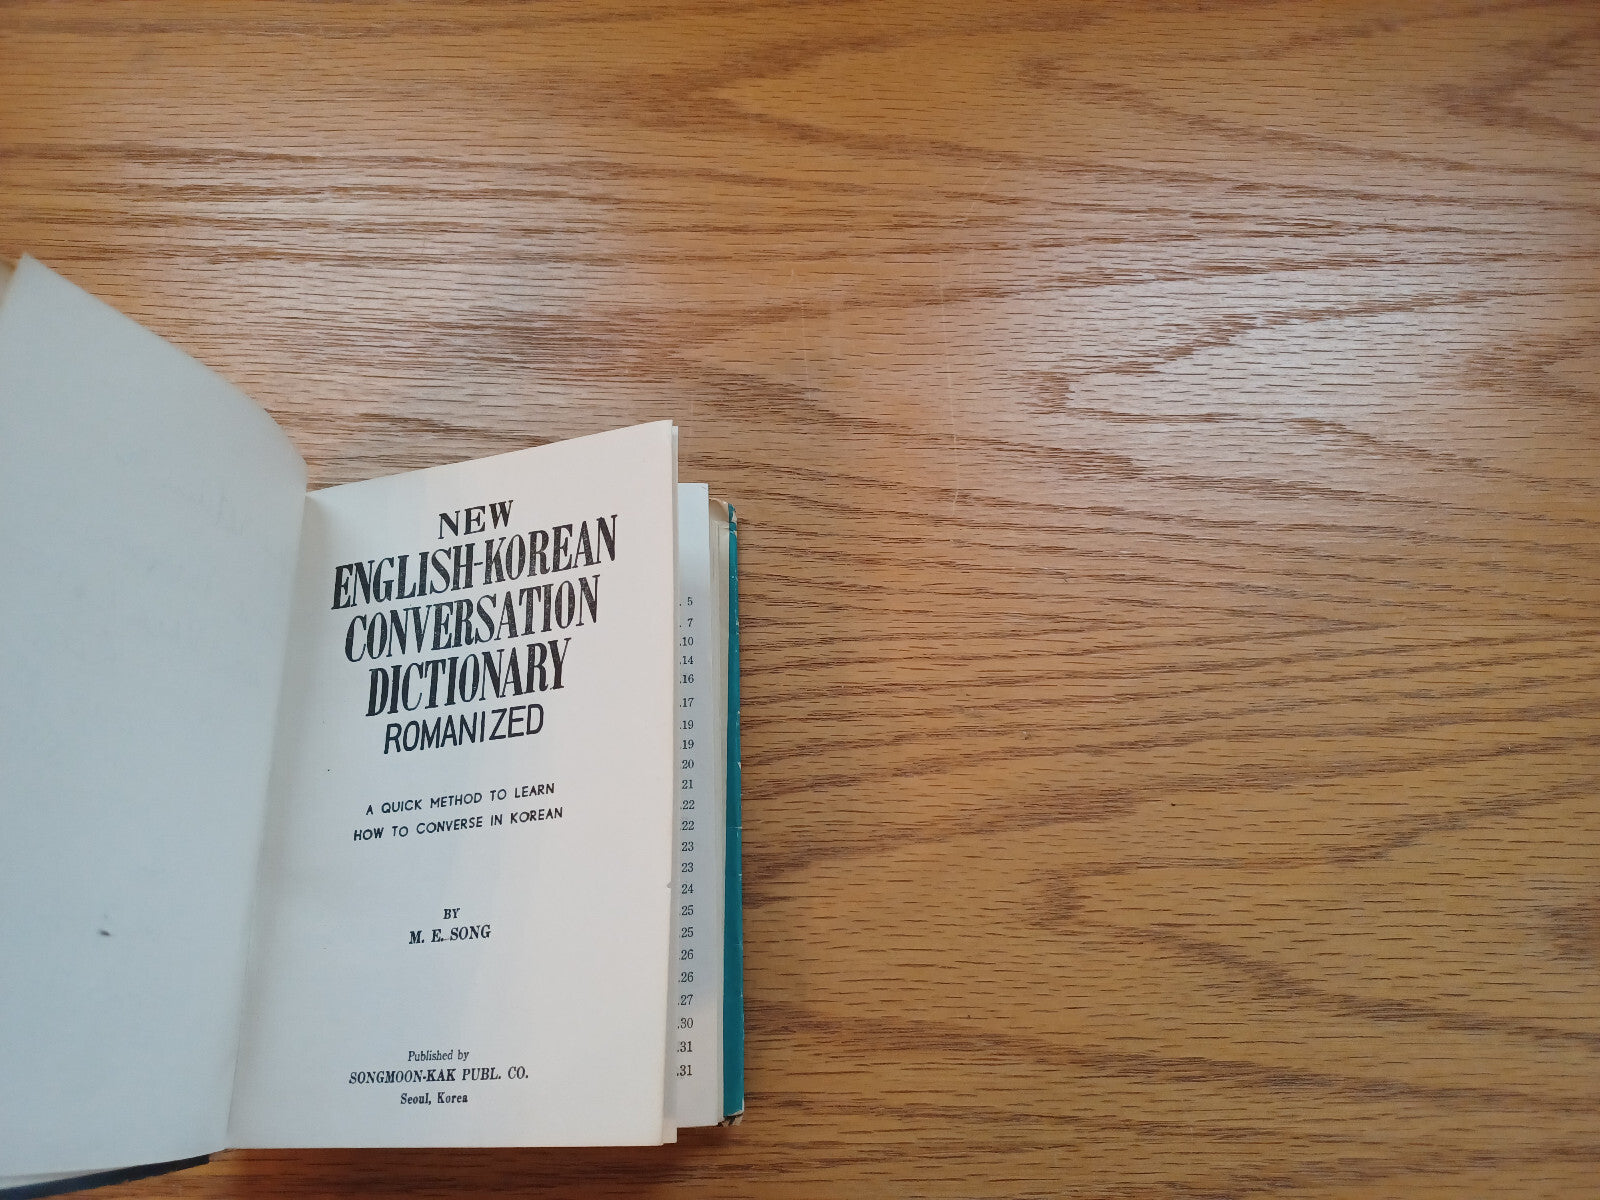 NEW
ENGLISH-KOREAN
CONVERSATION
DICTIONARY
ROMANIZED
A QUICK METHOD TO LEARN
HOW TO CONVERSE IN KOREAN
BY
M. E. SONG
Published by
SONGMOON-KAK PUBL. CO.
Seoul, Korea
. 5
. 7
.10
.14
.16
.17
.19
.19
.20
.21
.22
.22
.23
.23
.24
.25
.25
.26
.26
.27
.30
.31
.31